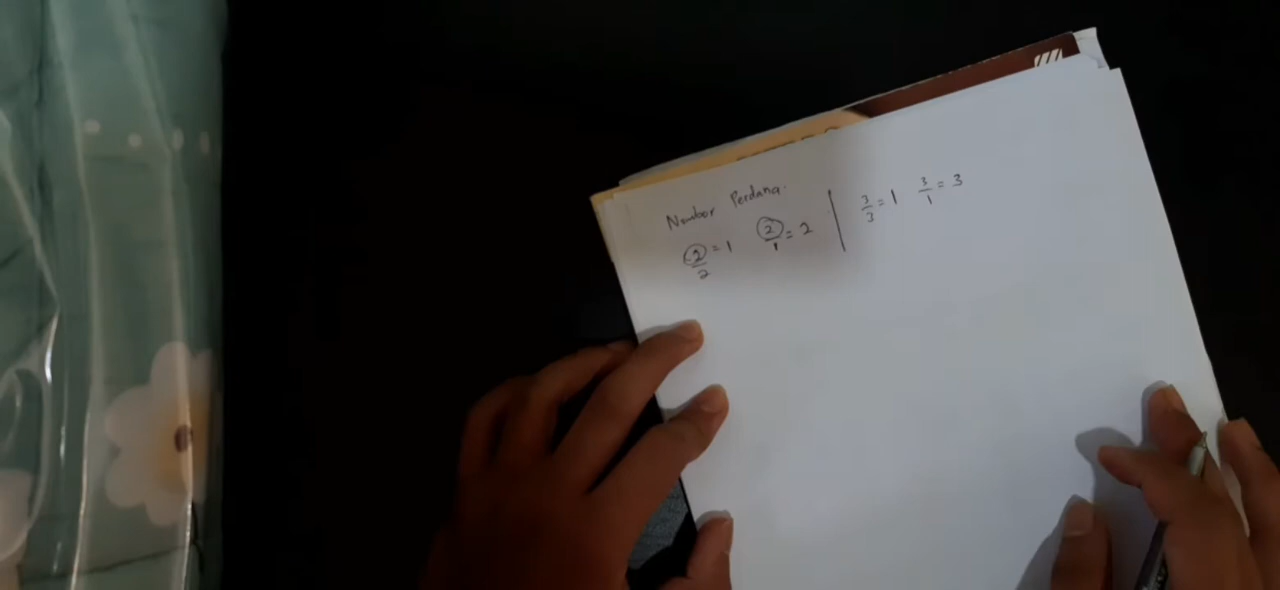 Nombor Perdana.
2/2 = 1 2/1 = 2 | 3/3 = 1 3/1 = 3